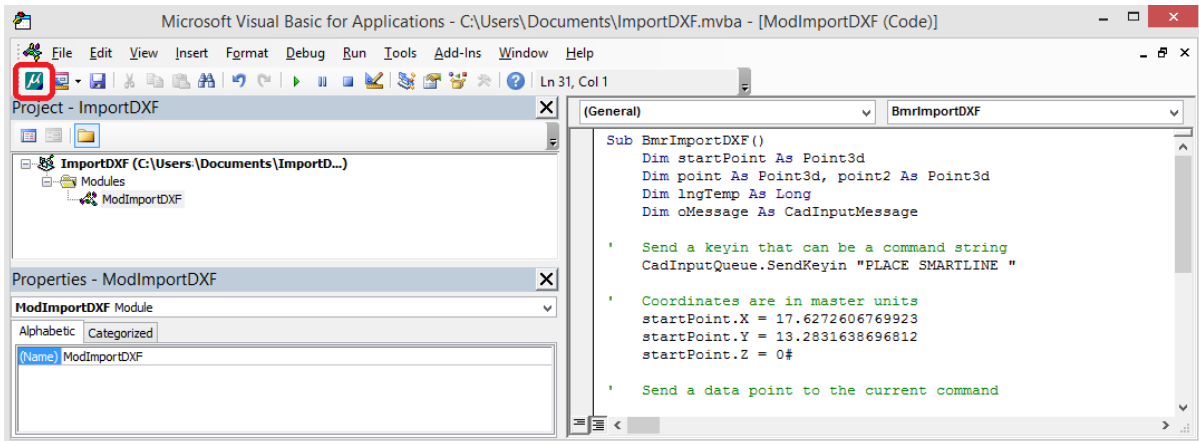 Microsoft Visual Basic for Applications - C:\Users\Documents\ImportDXF.mvba - [ModImportDXF (Code)]
File Edit View Insert Format Debug Run Tools Add-Ins Window Help
μ Ln 31, Col 1
Project - ImportDXF
ImportDXF (C:\Users\Documents\ImportD...)
Modules
ModImportDXF
Properties - ModImportDXF
ModImportDXF Module
Alphabetic Categorized
(Name) ModImportDXF
(General) BmrImportDXF
Sub BmrImportDXF()
Dim startPoint As Point3d
Dim point As Point3d, point2 As Point3d
Dim lngTemp As Long
Dim oMessage As CadInputMessage
' Send a keyin that can be a command string
CadInputQueue.SendKeyin "PLACE SMARTLINE "
' Coordinates are in master units
startPoint.X = 17.6272606769923
startPoint.Y = 13.2831638696812
startPoint.Z = 0#
' Send a data point to the current command